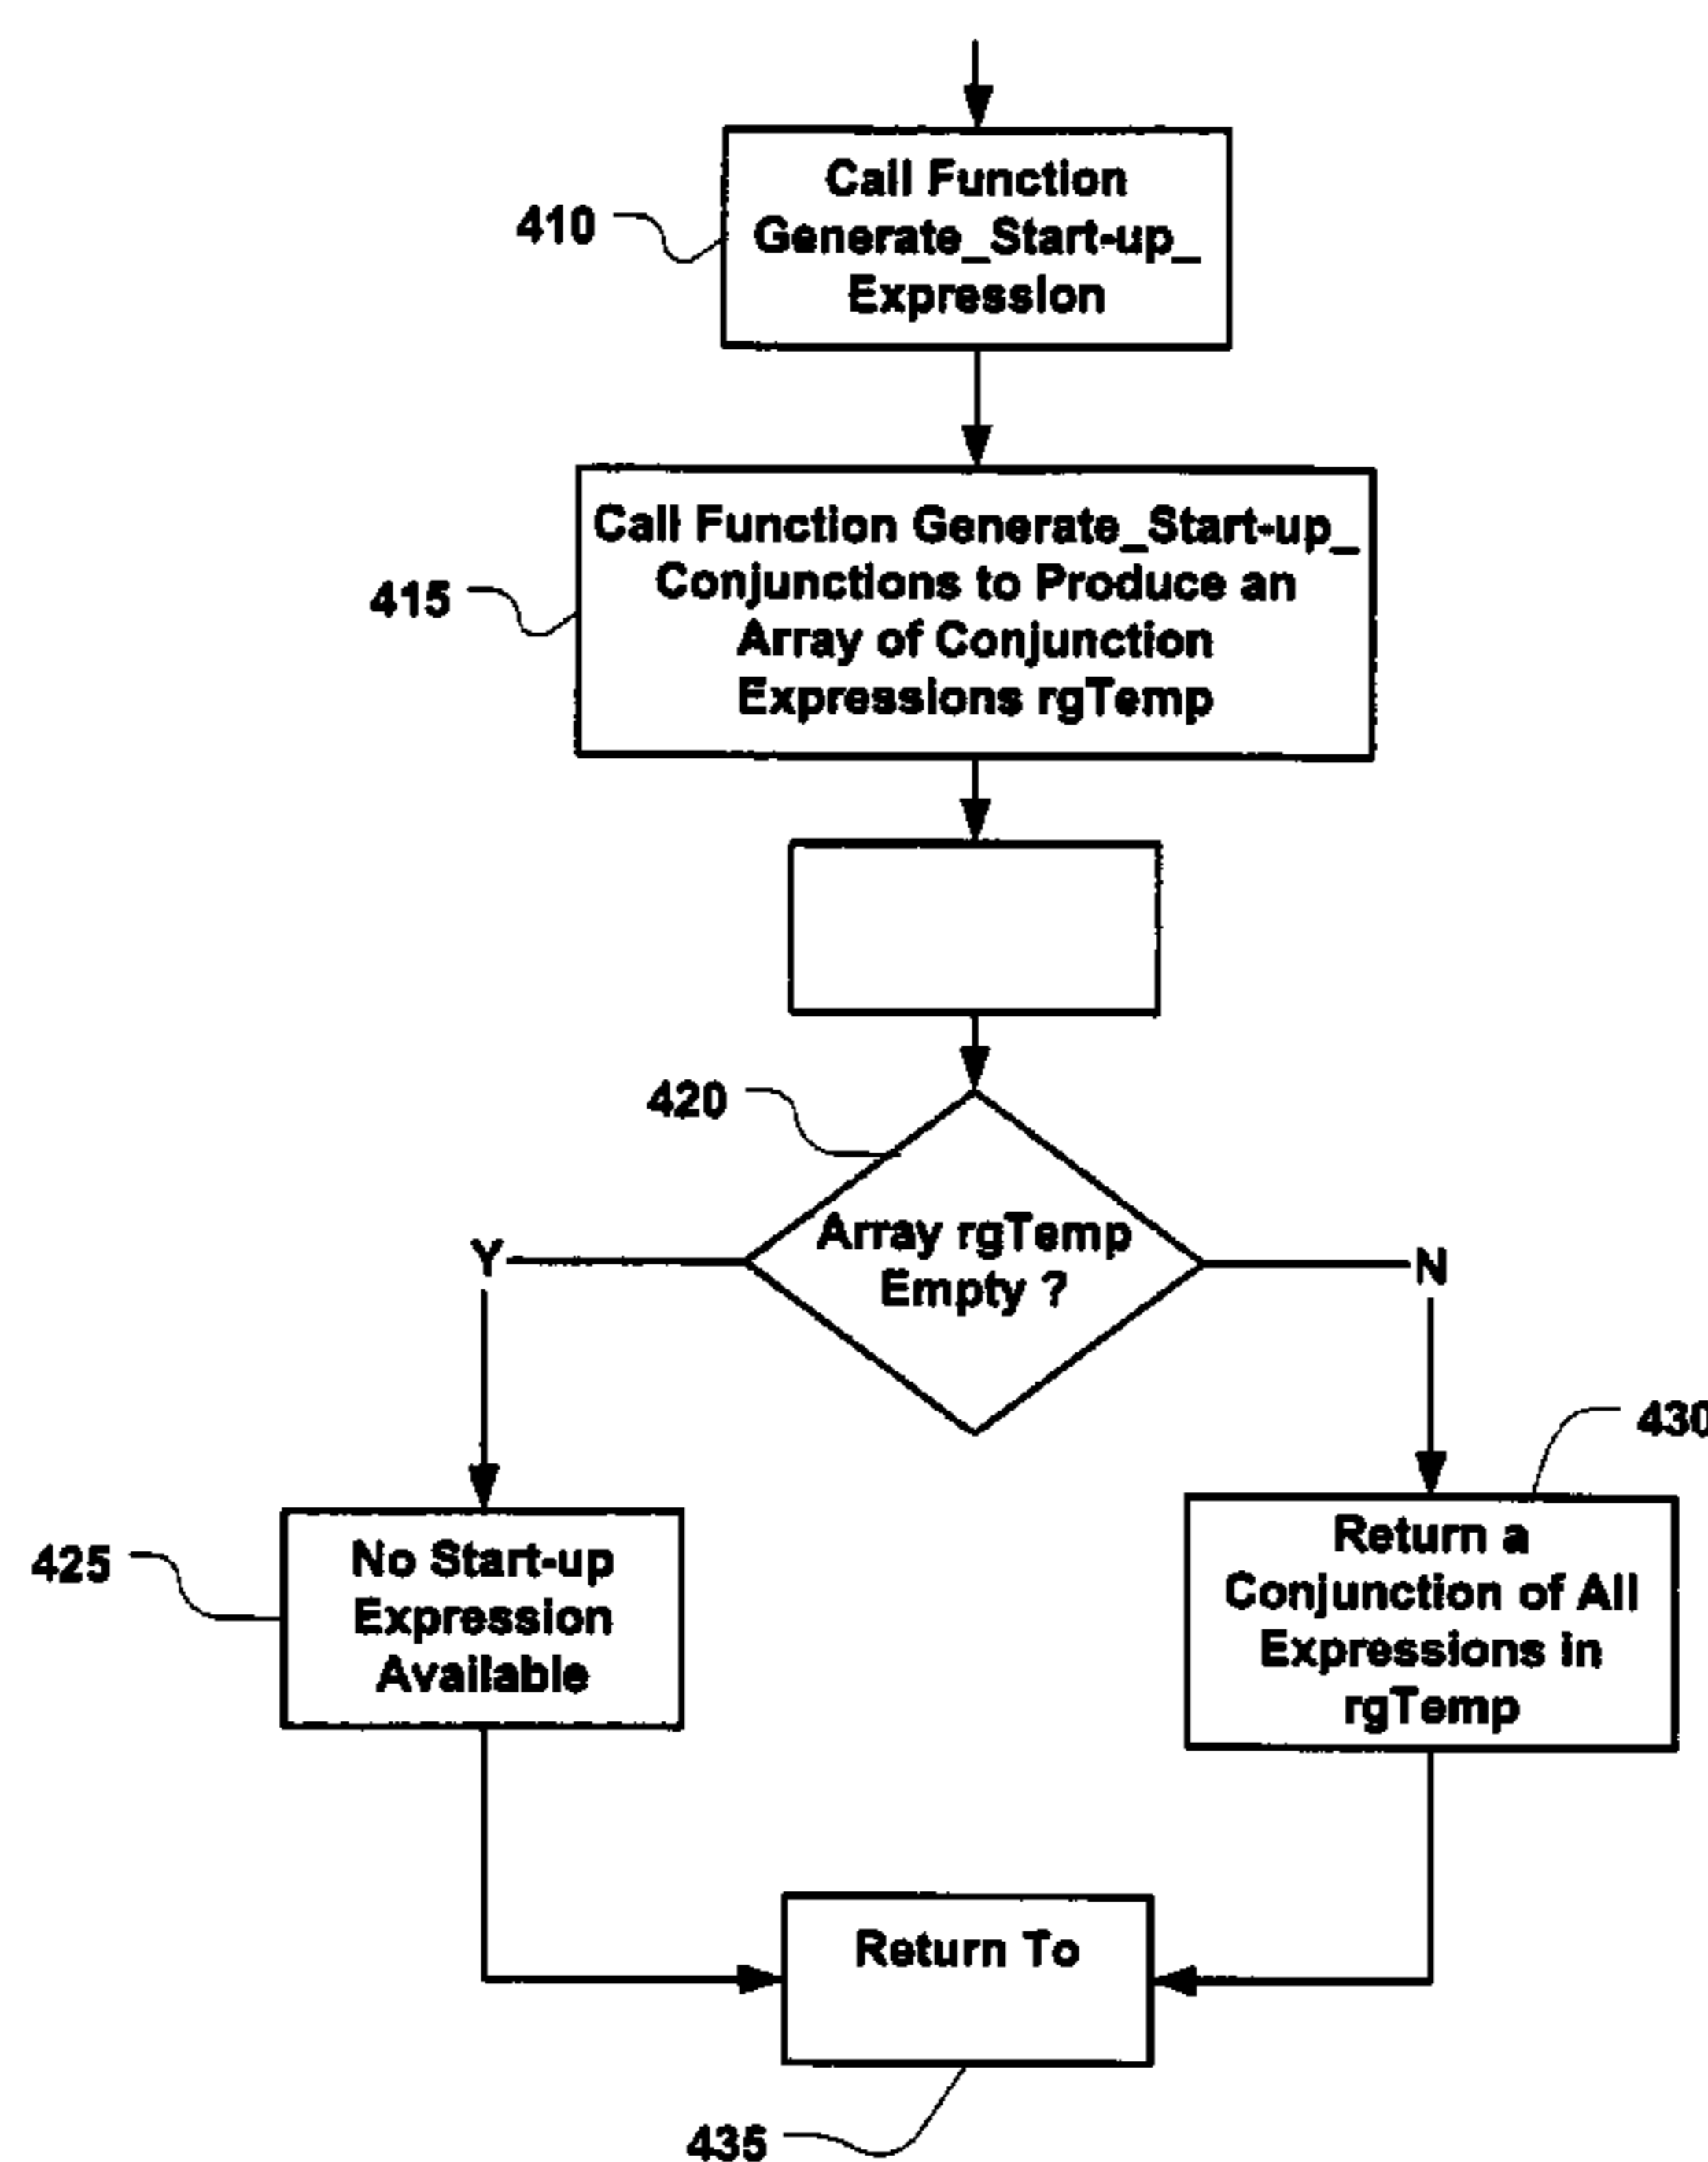 Call Function
Generate_Start-up_
Expression
410
Call Function Generate_Start-up_
Conjunctions to Produce an
Array of Conjunction
Expressions rgTemp
415
420
Array rgTemp
Empty ?
Y
N
430
No Start-up
Expression
Available
425
Return a
Conjunction of All
Expressions in
rgTemp
Return To
435